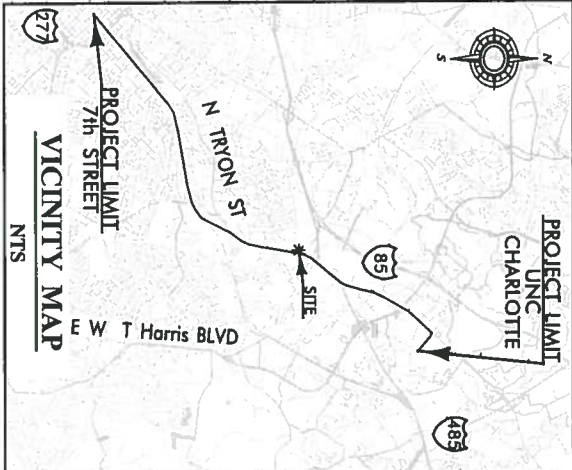 N
S
PROJECT LIMIT
UNC
CHARLOTTE
277
PROJECT LIMIT
7th STREET
N TRYON ST
85
SITE
E W T Harris BLVD
485
VICINITY MAP
NTS